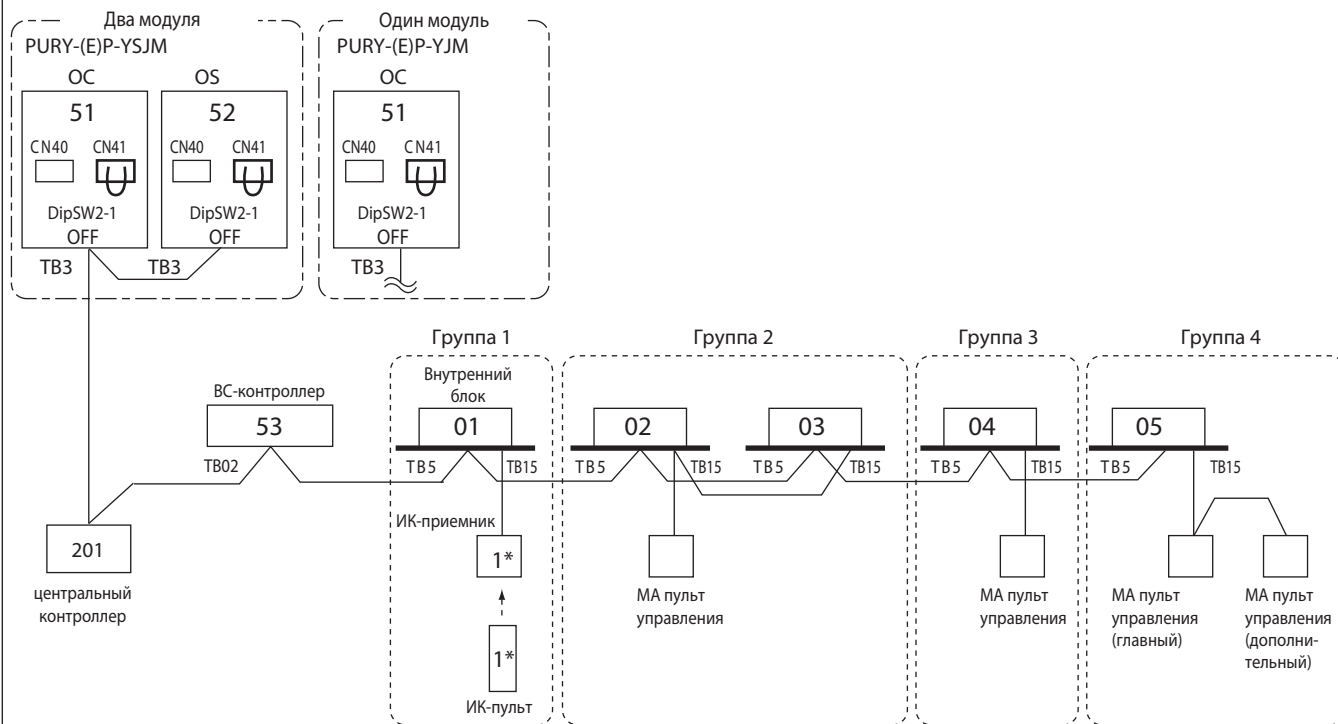 Два модуля
PURY-(E)P-YSJM
OC
OS
51
52
CN40
CN41
CN40
CN41
DipSW2-1
OFF
DipSW2-1
OFF
TB3
TB3
Один модуль
PURY-(E)P-YJM
OC
51
CN40
CN41
DipSW2-1
OFF
TB3
Группа 1
Группа 2
Группа 3
Группа 4
BC-контроллер
53
TB02
Внутренний
блок
01
TB5
TB15
02
TB5
TB15
03
TB5
TB15
04
TB5
TB15
05
TB5
TB15
201
центральный
контроллер
ИК-приемник
1*
1*
ИК-пульт
МА пульт
управления
МА пульт
управления
МА пульт
управления
(главный)
МА пульт
управления
(дополни-
тельный)